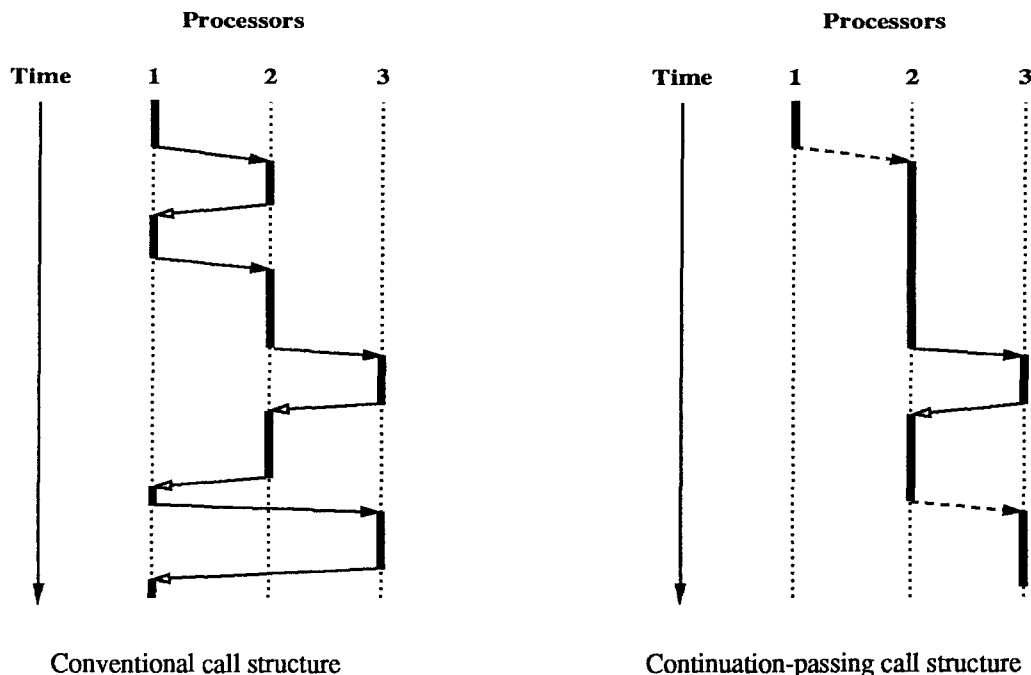 Processors
Time 1 2 3
Conventional call structure
Processors
Time 1 2 3
Continuation-passing call structure